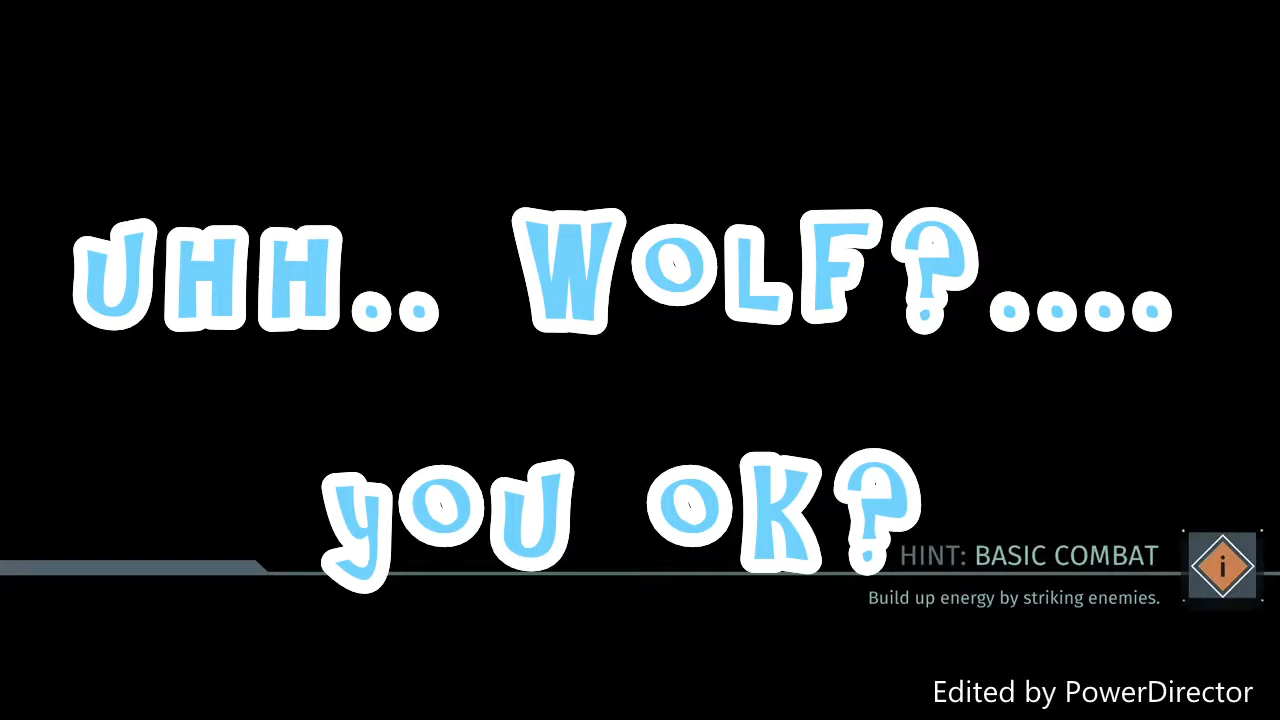 UHH.. WOLF?....
YOU OK?
HINT: BASIC COMBAT
Build up energy by striking enemies.
i
Edited by PowerDirector